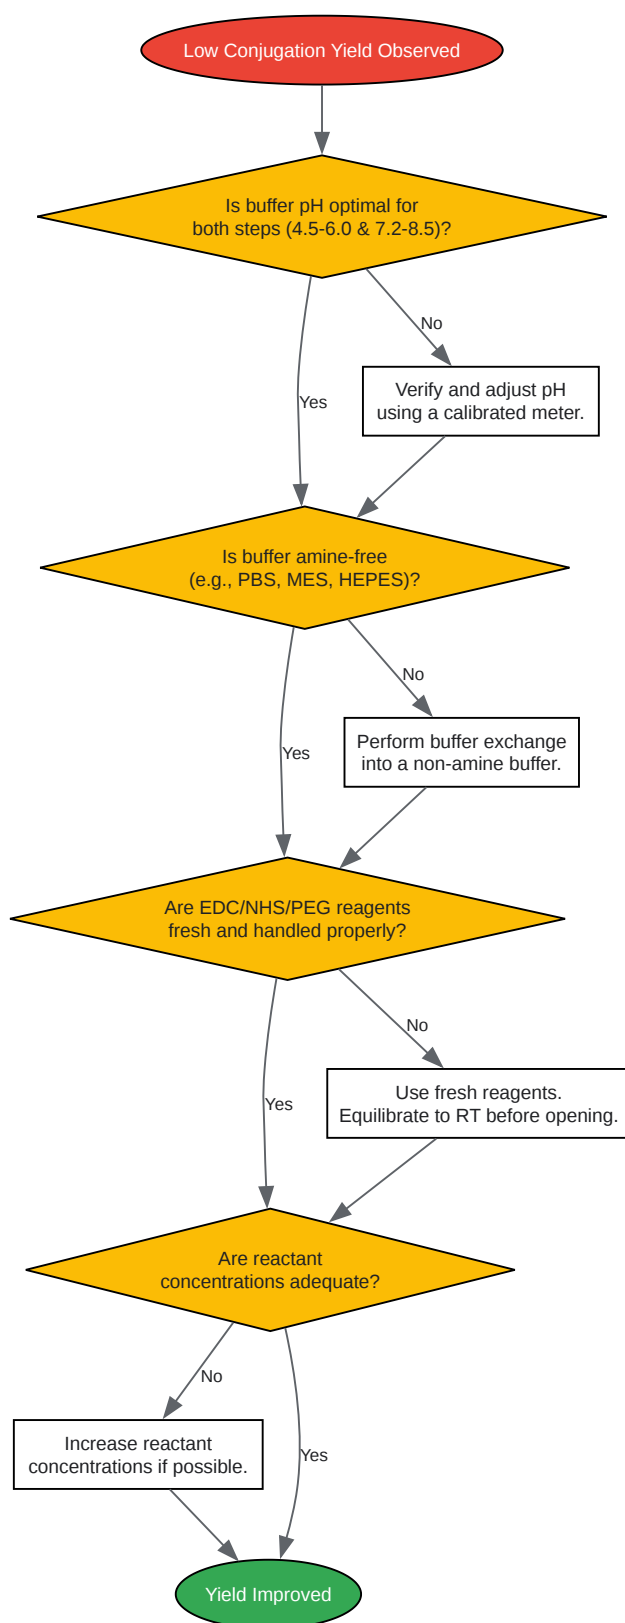 Low Conjugation Yield Observed
Is buffer pH optimal for
both steps (4.5-6.0 & 7.2-8.5)?
No
Yes
Verify and adjust pH
using a calibrated meter.
Is buffer amine-free
(e.g., PBS, MES, HEPES)?
No
Yes
Perform buffer exchange
into a non-amine buffer.
Are EDC/NHS/PEG reagents
fresh and handled properly?
No
Yes
Use fresh reagents.
Equilibrate to RT before opening.
Are reactant
concentrations adequate?
No
Yes
Increase reactant
concentrations if possible.
Yield Improved